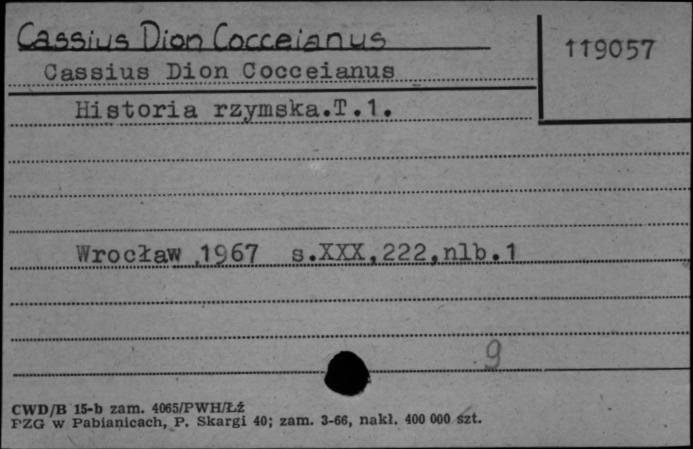 Cassius Dion Cocceianus
119057
Cassius Dion Cocceianus
Historia rzymska.T.1.
Wrocław 1967 s.XXX,222,nlb.1
9
CWD/B 15-b zam. 4065/PWH/Łź
PZG w Pabianicach, P. Skargi 40; zam. 3-66, nakł. 400 000 szt.